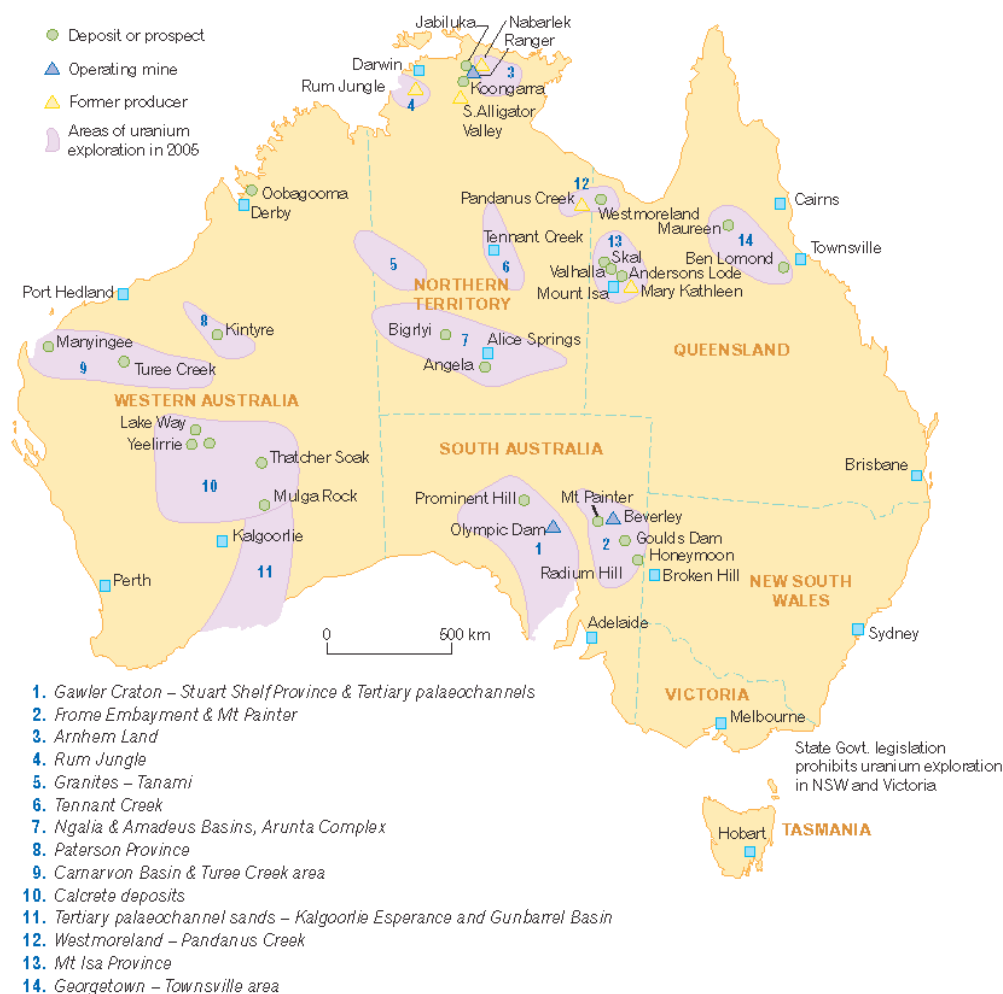 Deposit or prospect
Operating mine
Former producer
Areas of uranium
exploration in 2005
Jabiluka
Nabarlek
Ranger
Darwin
Rum Jungle
4
3
Koongarra
S.Alligator
Valley
Oobagooma
Derby
12
Pandanus Creek
Westmoreland
Cairns
Maureen
14
Townsville
Ben Lomond
Tennant Creek
6
5
13
Skal
Valhalla
Andersons Lode
Mount Isa
Mary Kathleen
NORTHERN
TERRITORY
Port Hedland
8
Kintyre
Manyingee
9
Turee Creek
Bigrlyi
7
Alice Springs
Angela
QUEENSLAND
WESTERN AUSTRALIA
Lake Way
Yeelirrie
Thatcher Soak
10
Mulga Rock
Kalgoorlie
11
Perth
SOUTH AUSTRALIA
Prominent Hill
Olympic Dam
1
Mt Painter
Beverley
2
Goulds Dam
Honeymoon
Radium Hill
Broken Hill
Brisbane
NEW SOUTH
WALES
Adelaide
Sydney
0
500 km
VICTORIA
Melbourne
State Govt. legislation
prohibits uranium exploration
in NSW and Victoria
Hobart
TASMANIA
1. Gawler Craton – Stuart Shelf Province & Tertiary palaeochannels
2. Frome Embayment & Mt Painter
3. Arnhem Land
4. Rum Jungle
5. Granites – Tanami
6. Tennant Creek
7. Ngalia & Amadeus Basins, Arunta Complex
8. Paterson Province
9. Carnarvon Basin & Turee Creek area
10. Calcrete deposits
11. Tertiary palaeochannel sands – Kalgoorlie Esperance and Gunbarrel Basin
12. Westmoreland – Pandanus Creek
13. Mt Isa Province
14. Georgetown – Townsville area